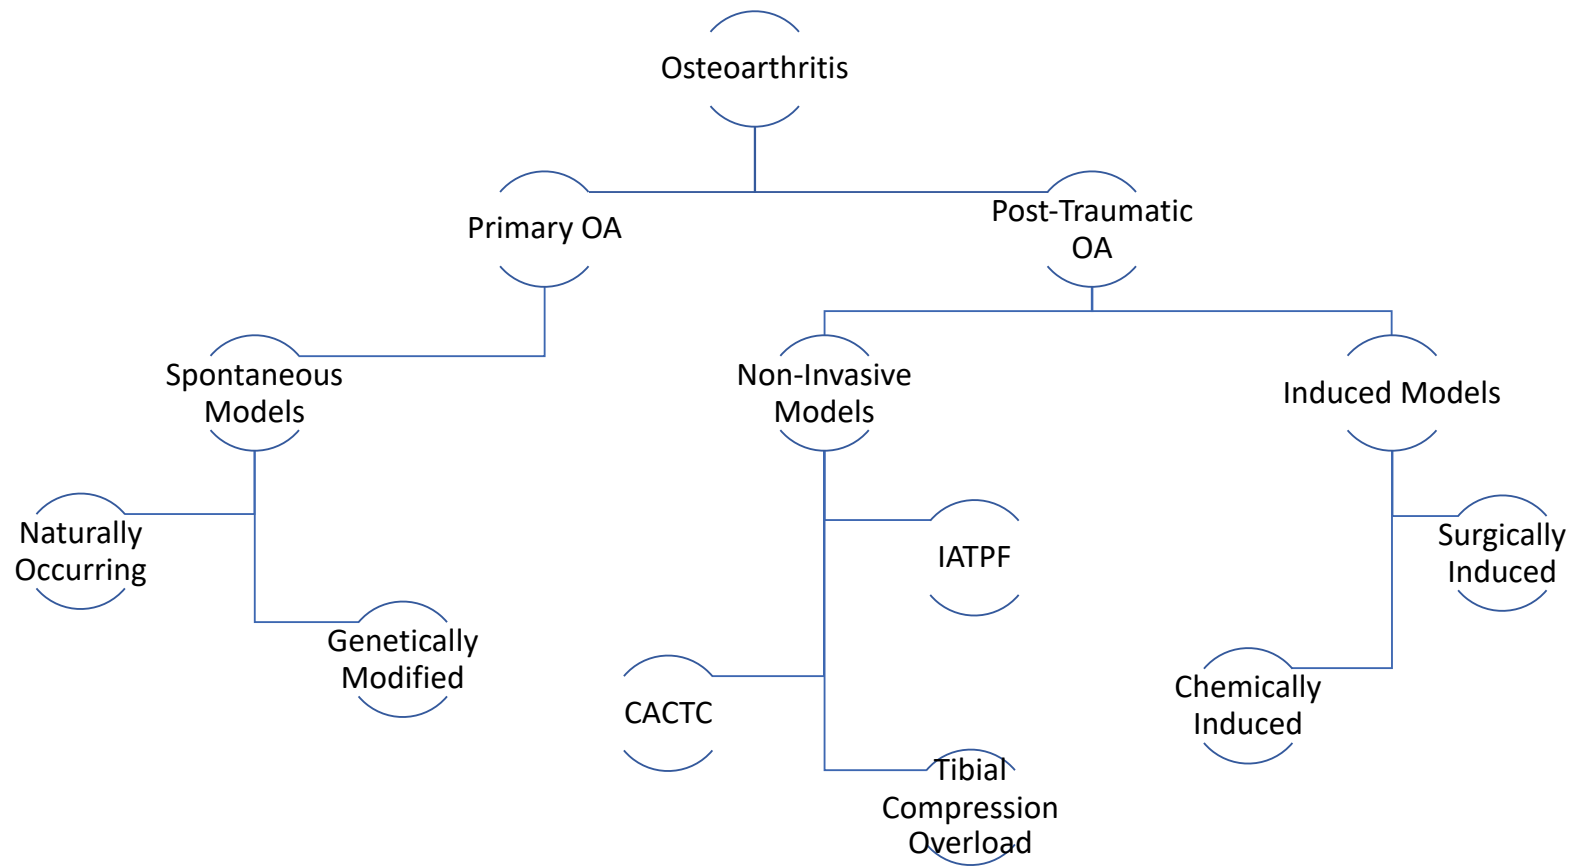 Osteoarthritis
Primary OA
Post-Traumatic
OA
Spontaneous
Models
Non-Invasive
Models
Induced Models
Naturally
Occurring
Genetically
Modified
IATPF
CACTC
Tibial
Compression
Overload
Surgically
Induced
Chemically
Induced